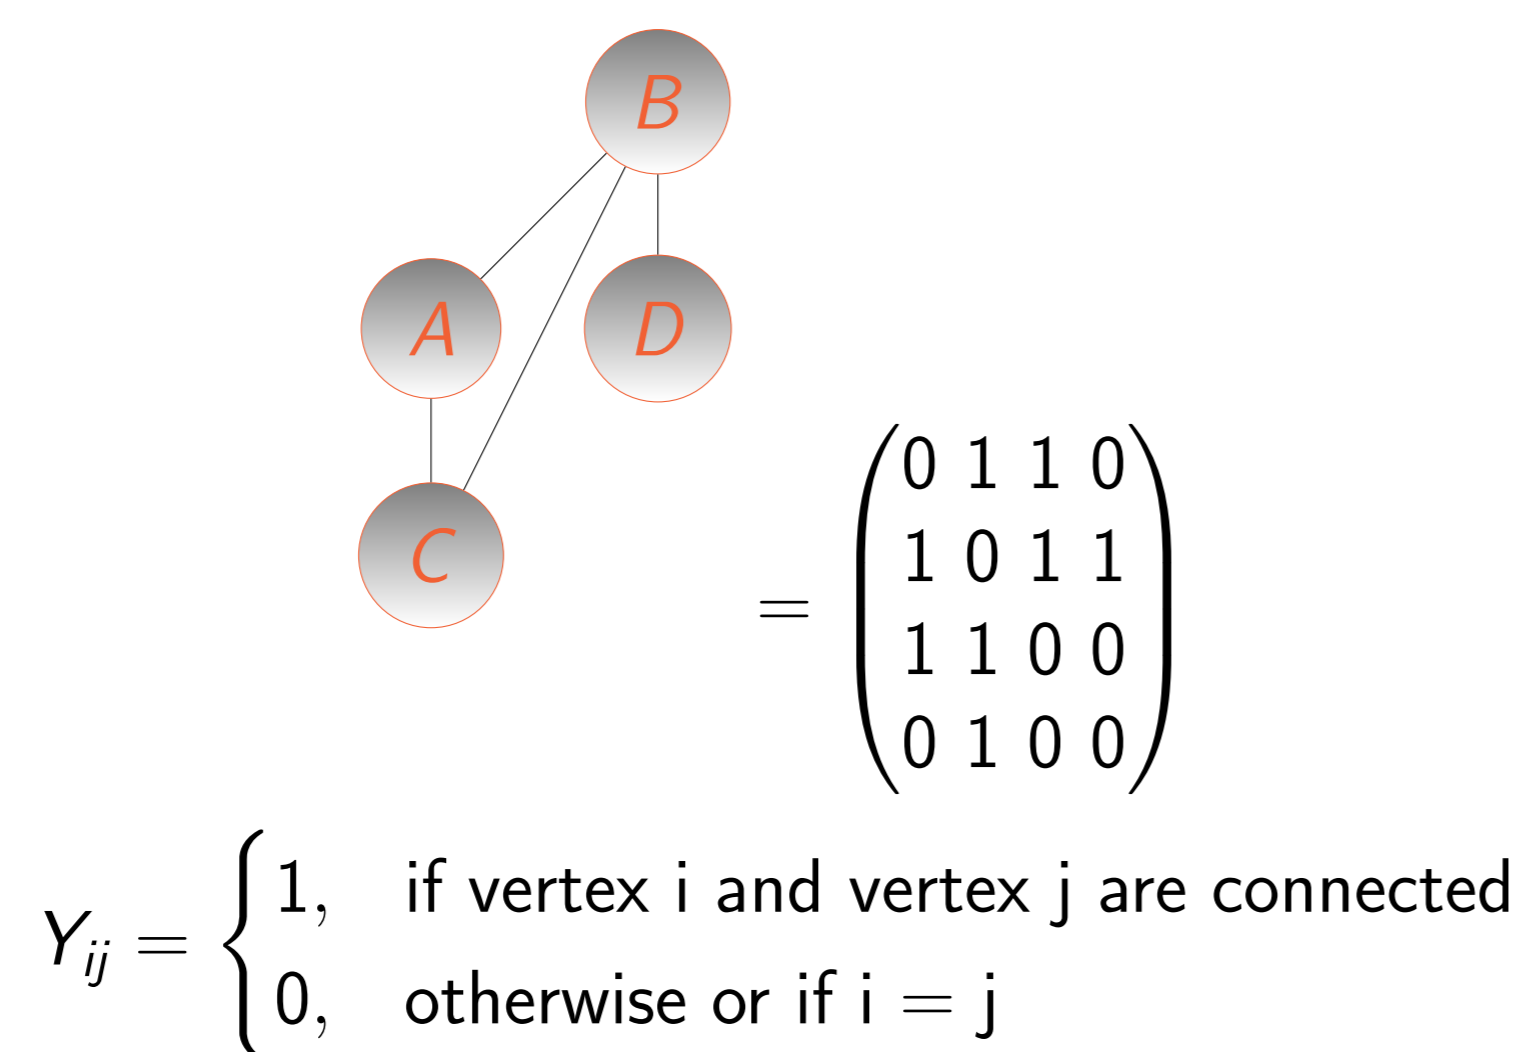 B
A D
C
0 1 1 0
1 0 1 1
= 1 1 0 0
0 1 0 0
1, if vertex i and vertex j are connected
Yij =
0, otherwise or if i = j